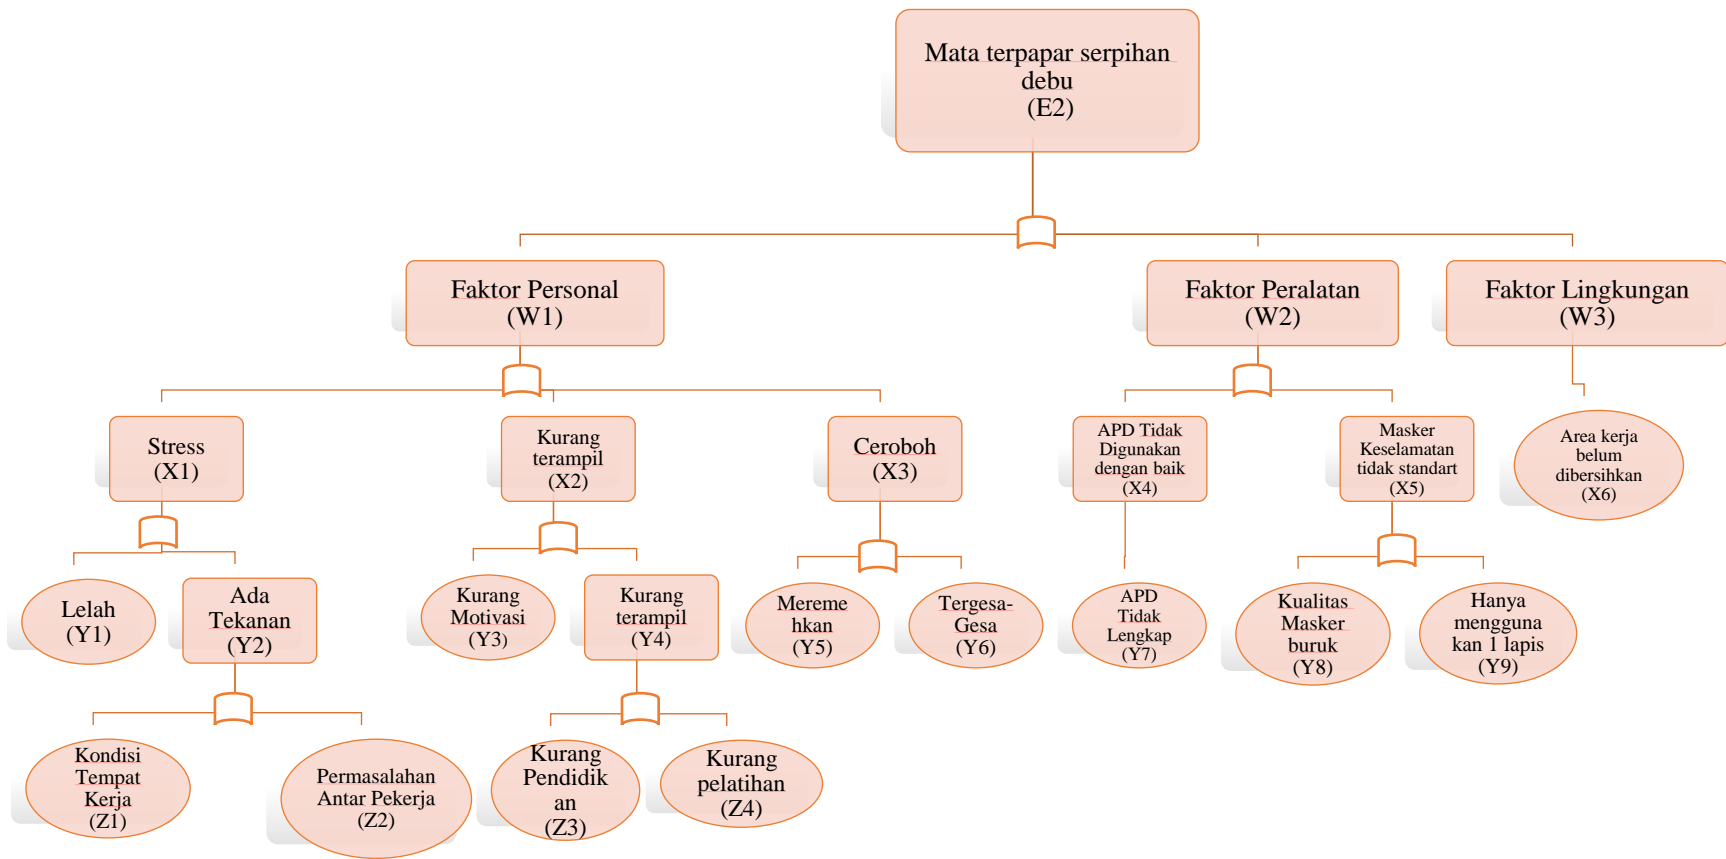 Mata terpapar serpihan
debu
(E2)
Faktor Personal
(W1)
Faktor Peralatan
(W2)
Faktor Lingkungan
(W3)
Stress
(X1)
Kurang
terampil
(X2)
Ceroboh
(X3)
APD Tidak
Digunakan
dengan baik
(X4)
Masker
Keselamatan
tidak standart
(X5)
Area kerja
belum
dibersihkan
(X6)
Lelah
(Y1)
Ada
Tekanan
(Y2)
Kurang
Motivasi
(Y3)
Kurang
terampil
(Y4)
Mereme
hkan
(Y5)
Tergesa-
Gesa
(Y6)
APD
Tidak
Lengkap
(Y7)
Kualitas
Masker
buruk
(Y8)
Hanya
mengguna
kan 1 lapis
(Y9)
Kondisi
Tempat
Kerja
(Z1)
Permasalahan
Antar Pekerja
(Z2)
Kurang
Pendidik
an
(Z3)
Kurang
pelatihan
(Z4)